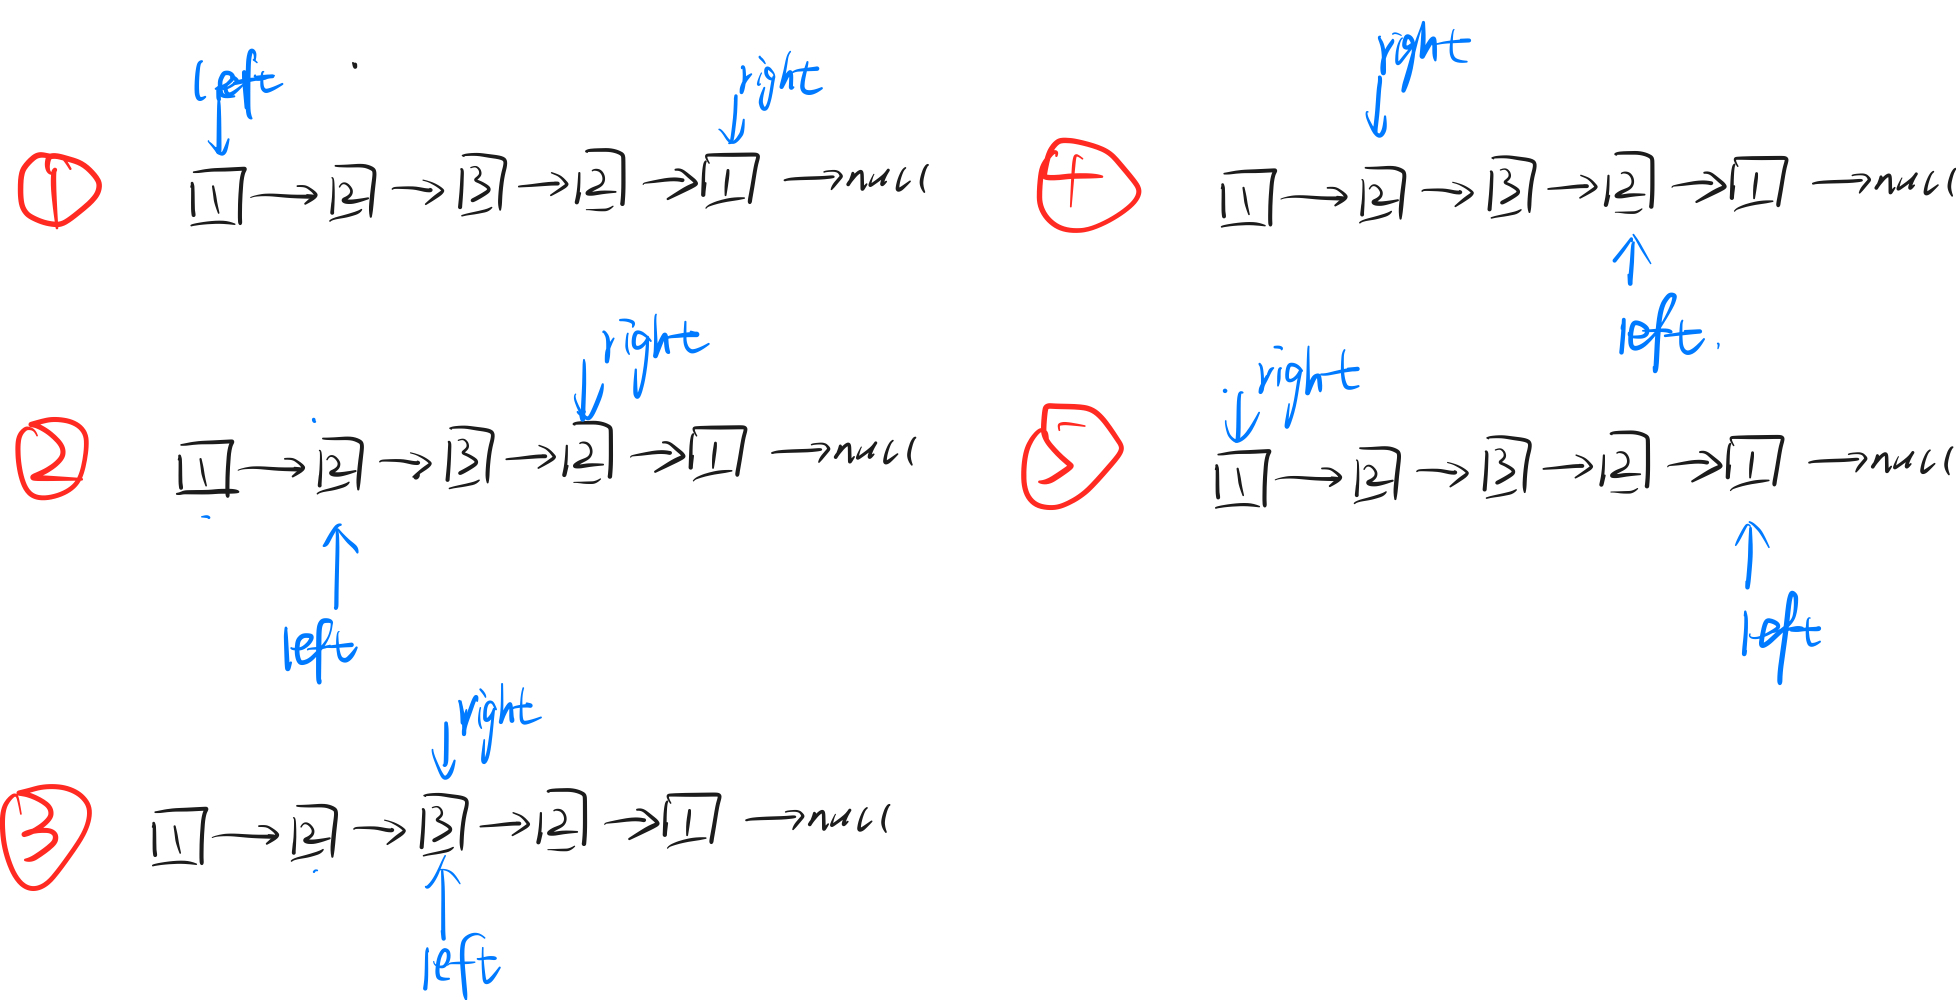 left right
① 1 → 2 → 3 → 2 → 1 → null
right
② 1 → 2 → 3 → 2 → 1 → null
left
right
③ 1 → 2 → 3 → 2 → 1 → null
left
right
④ 1 → 2 → 3 → 2 → 1 → null
left
right
⑤ 1 → 2 → 3 → 2 → 1 → null
left